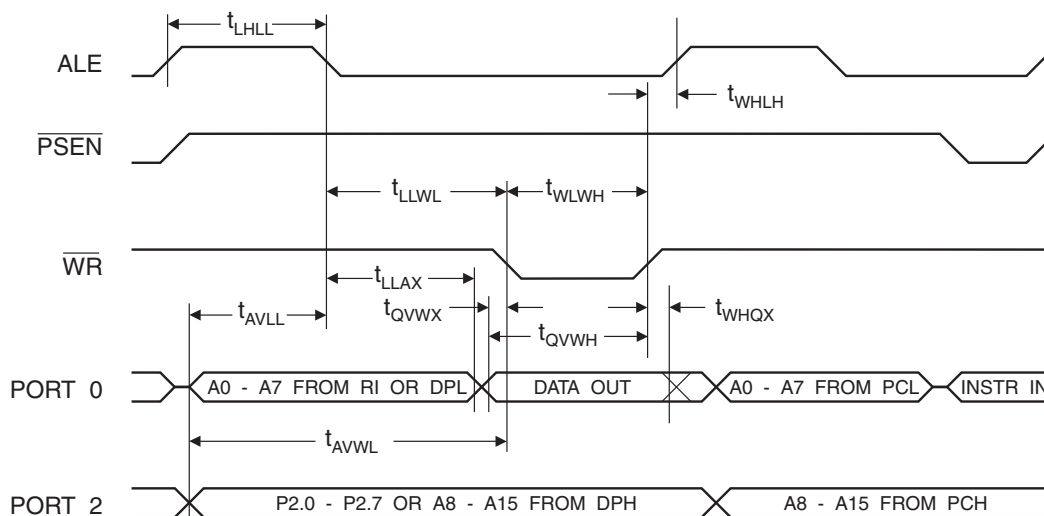 tLHLL
ALE
tWHLH
PSEN
tLLWL
tWLWH
WR
tLLAX
tAVLL
tQVWX
tWHQX
tQVWH
PORT 0
A0 - A7 FROM RI OR DPL
DATA OUT
A0 - A7 FROM PCL
INSTR IN
tAVWL
PORT 2
P2.0 - P2.7 OR A8 - A15 FROM DPH
A8 - A15 FROM PCH